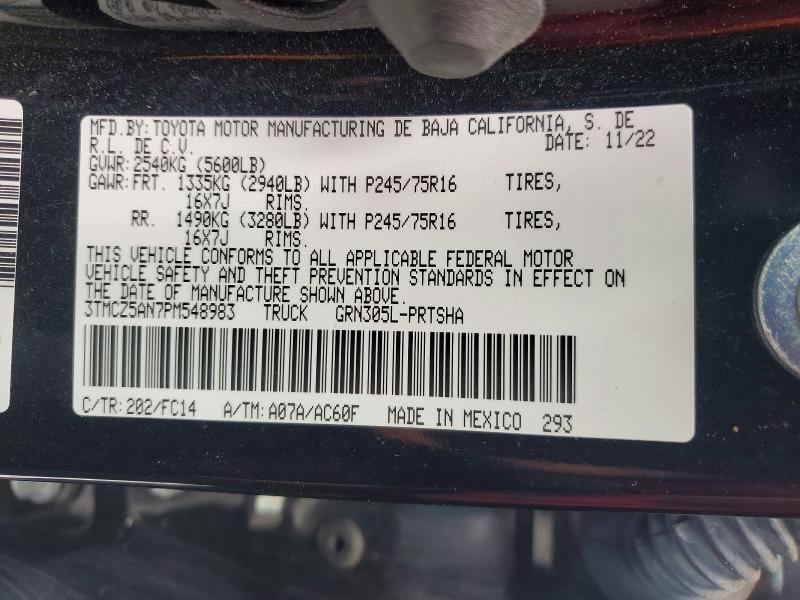 MFD.BY: TOYOTA MOTOR MANUFACTURING DE BAJA CALIFORNIA, S. DE
R.L. DE C.V. DATE: 11/22
GVWR: 2540KG (5600LB)
GAWR: FRT. 1335KG (2940LB) WITH P245/75R16 TIRES,
16X7J RIMS.
RR. 1490KG (3280LB) WITH P245/75R16 TIRES,
16X7J RIMS.
THIS VEHICLE CONFORMS TO ALL APPLICABLE FEDERAL MOTOR
VEHICLE SAFETY AND THEFT PREVENTION STANDARDS IN EFFECT ON
THE DATE OF MANUFACTURE SHOWN ABOVE.
3TMCZ5AN7PM548983 TRUCK GRN305L-PRTSHA
C/TR: 202/FC14 A/TM: A07A/AC60F MADE IN MEXICO 293